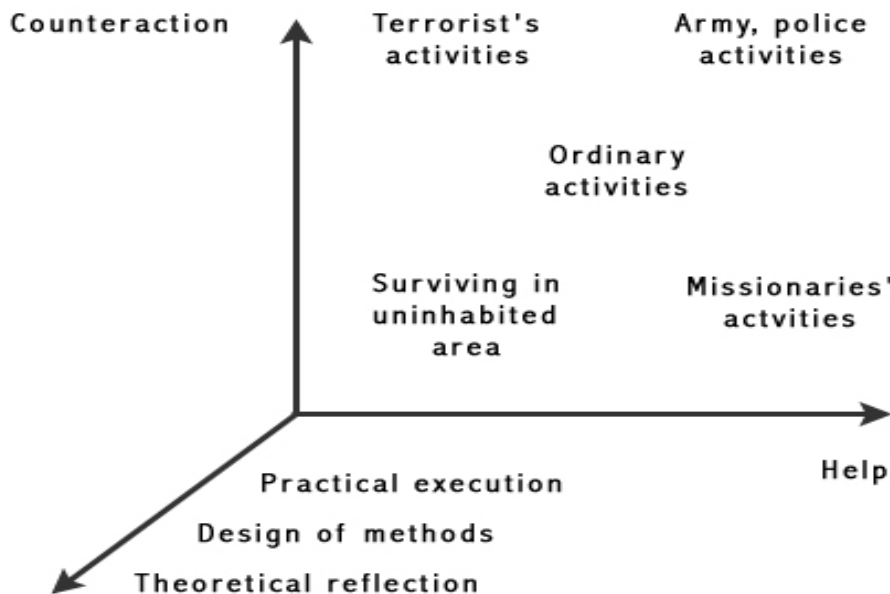 Counteraction
Terrorist's
activities
Army, police
activities
Ordinary
activities
Surviving in
uninhabited
area
Missionaries'
actvities
Help
Practical execution
Design of methods
Theoretical reflection